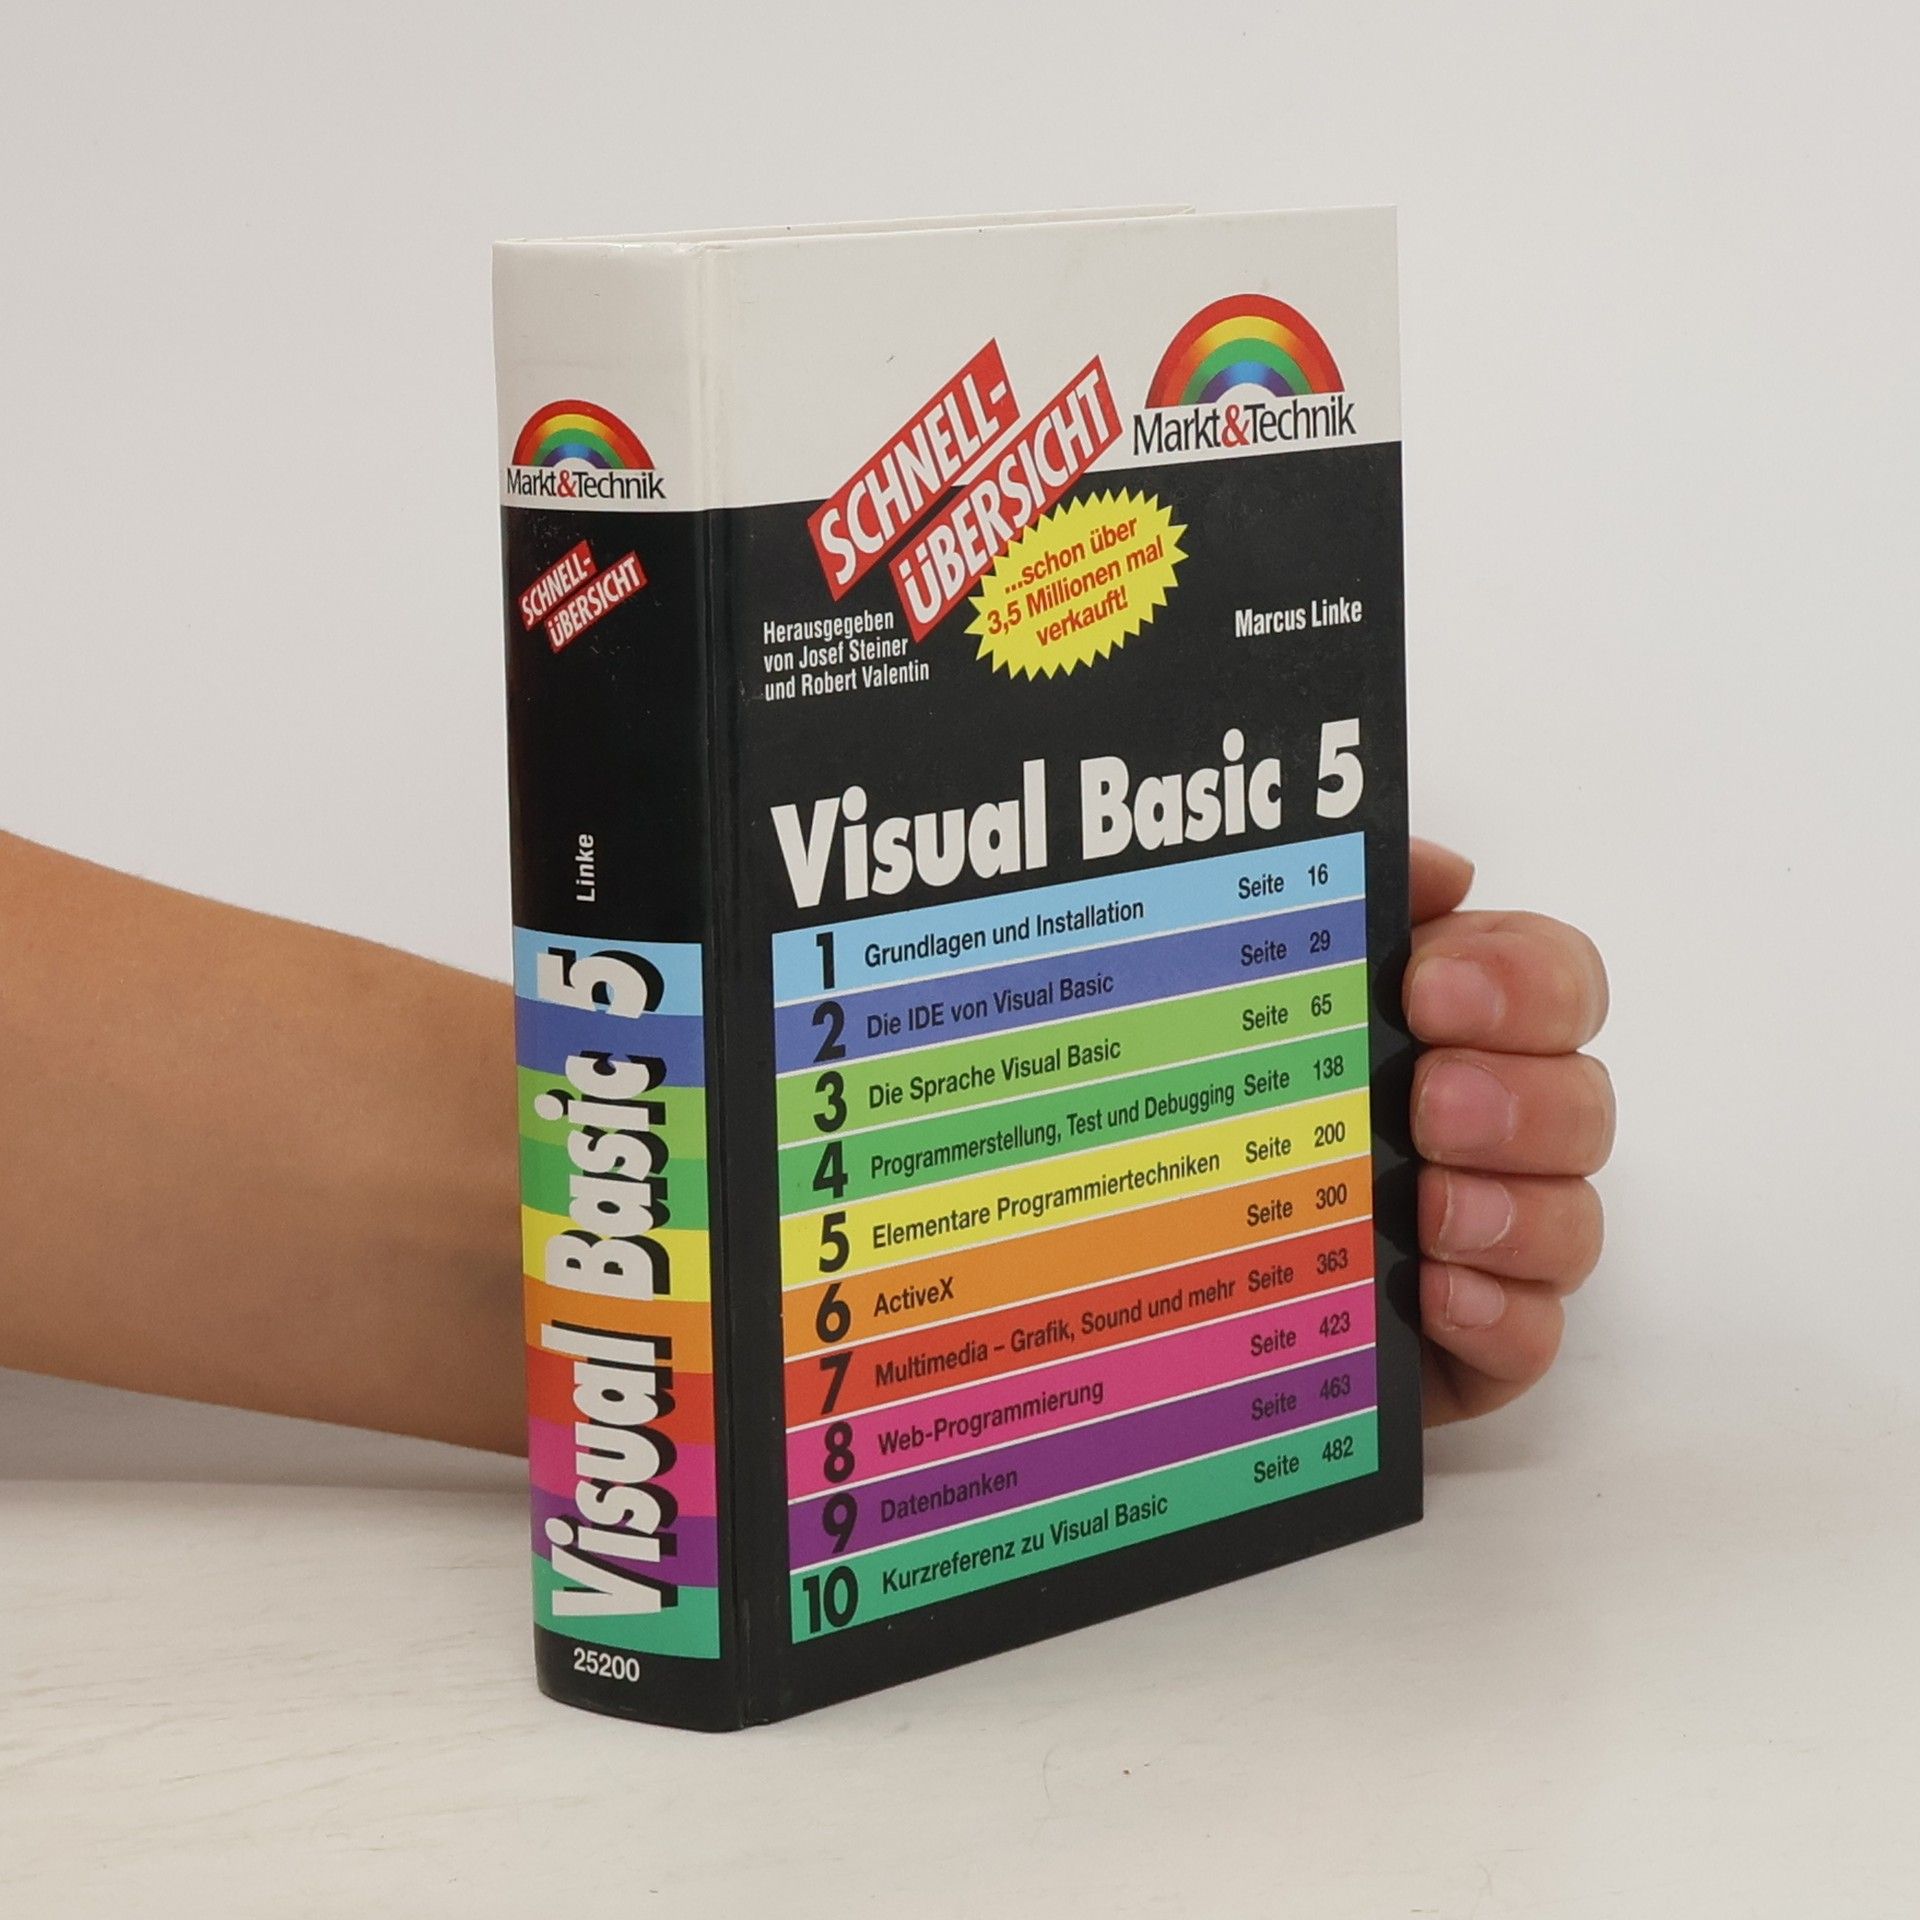 Markt&Technik
SCHNELL-
ÜBERSICHT
Linke
Visual Basic 5
25200
SCHNELL-
ÜBERSICHT
Markt&Technik
...schon über
3,5 Millionen mal
verkauft!
Herausgegeben
von Josef Steiner
und Robert Valentin
Marcus Linke
Visual Basic 5
1 Grundlagen und Installation Seite 16
2 Die IDE von Visual Basic Seite 29
3 Die Sprache Visual Basic Seite 65
4 Programmerstellung, Test und Debugging Seite 138
5 Elementare Programmiertechniken Seite 200
6 ActiveX Seite 300
7 Multimedia – Grafik, Sound und mehr Seite 363
8 Web-Programmierung Seite 423
9 Datenbanken Seite 463
10 Kurzreferenz zu Visual Basic Seite 482